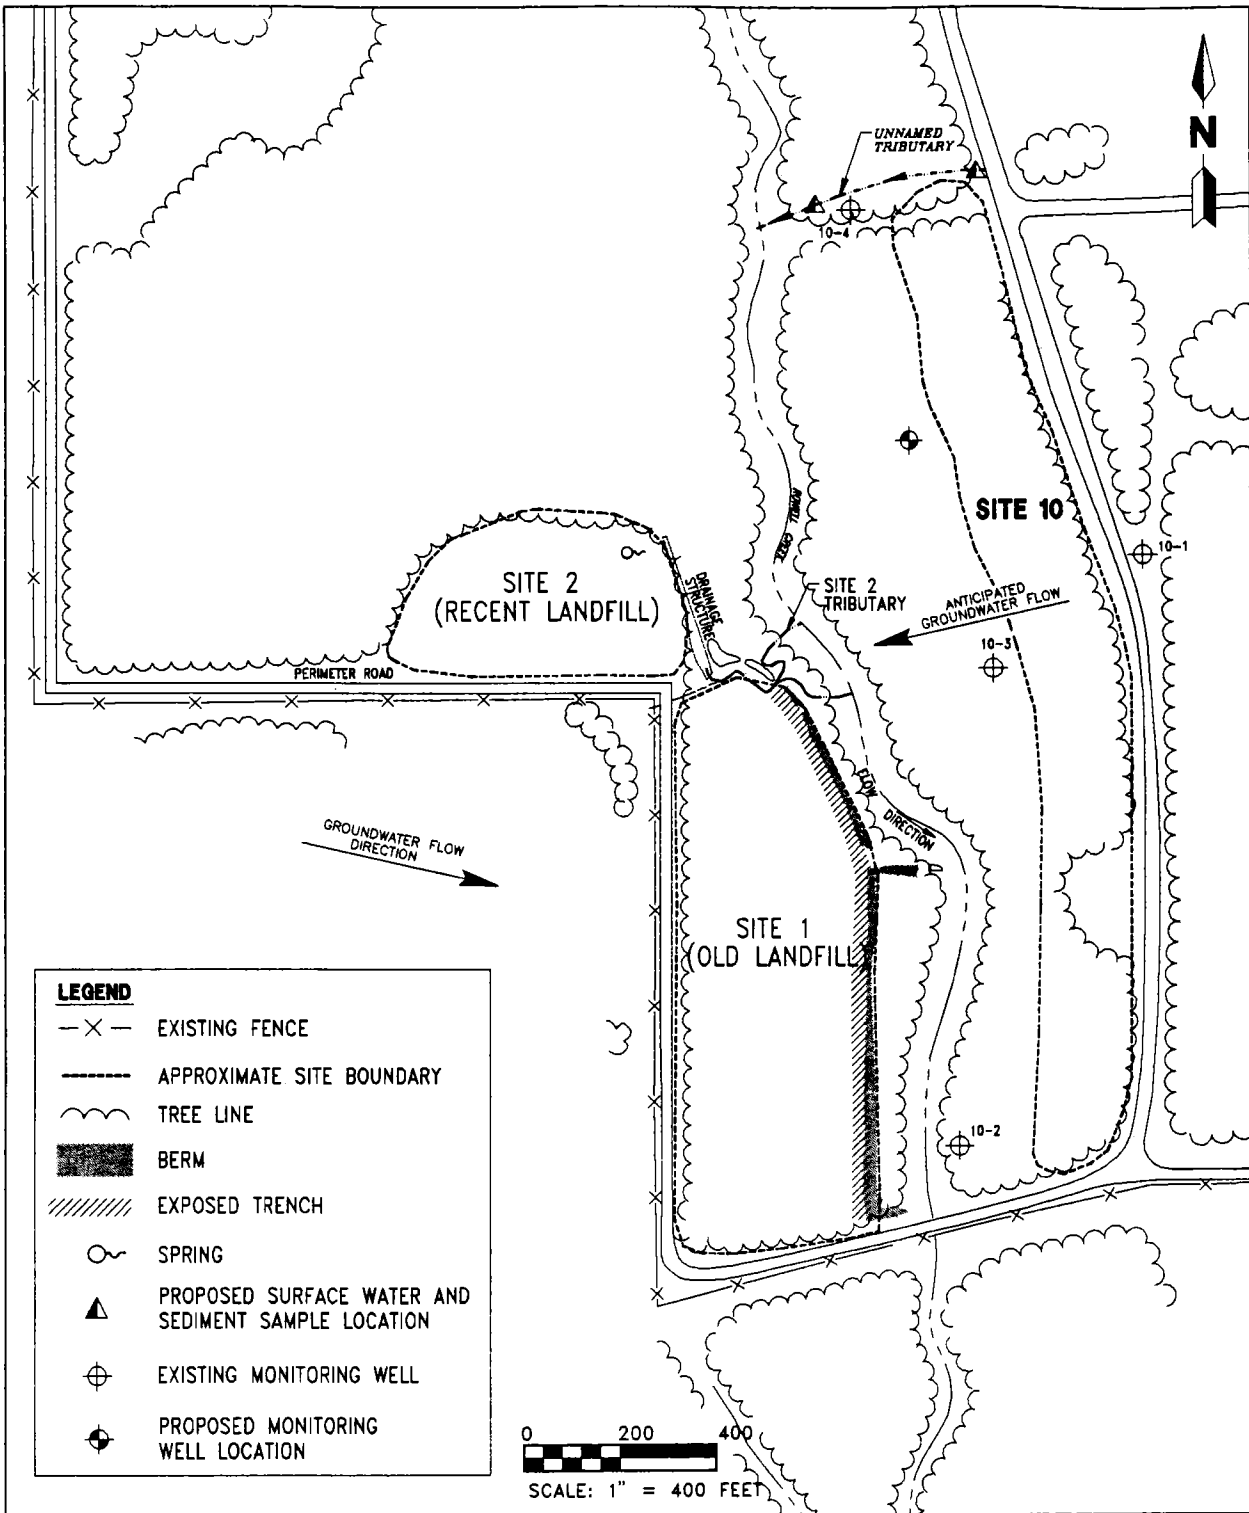 UNNAMED
TRIBUTARY
N
10-4
SITE 10
10-1
ROWELL CREEK
SITE 2
(RECENT LANDFILL)
DRAINAGE
STRUCTURE
SITE 2
TRIBUTARY
ANTICIPATED
GROUNDWATER FLOW
10-3
PERIMETER ROAD
FLOW
DIRECTION
GROUNDWATER FLOW
DIRECTION
SITE 1
(OLD LANDFILL)
10-2
LEGEND
EXISTING FENCE
APPROXIMATE SITE BOUNDARY
TREE LINE
BERM
EXPOSED TRENCH
SPRING
PROPOSED SURFACE WATER AND
SEDIMENT SAMPLE LOCATION
EXISTING MONITORING WELL
PROPOSED MONITORING
WELL LOCATION
0 200 400
SCALE: 1" = 400 FEET